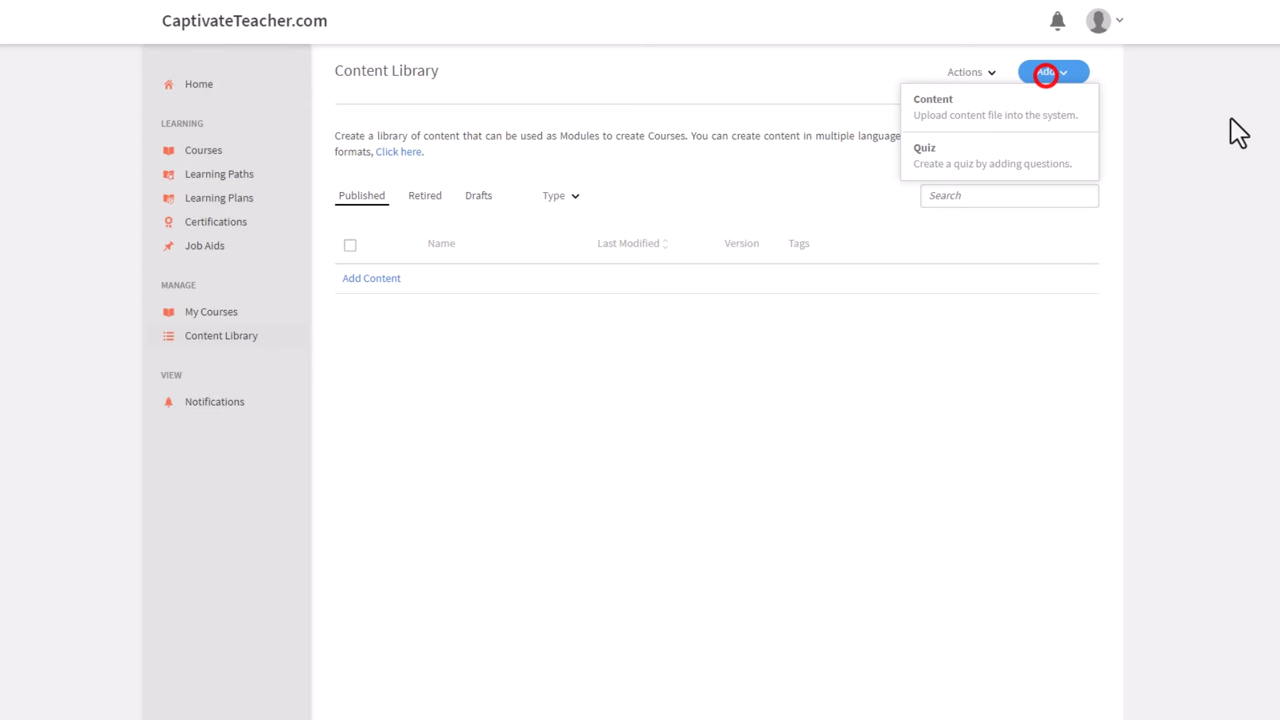 CaptivateTeacher.com
Home
LEARNING
Courses
Learning Paths
Learning Plans
Certifications
Job Aids
MANAGE
My Courses
Content Library
VIEW
Notifications
Content Library
Actions
Add
Content
Upload content file into the system.
Quiz
Create a quiz by adding questions.
Create a library of content that can be used as Modules to create Courses. You can create content in multiple language
formats, Click here.
Published Retired Drafts Type
Search
Name Last Modified Version Tags
Add Content